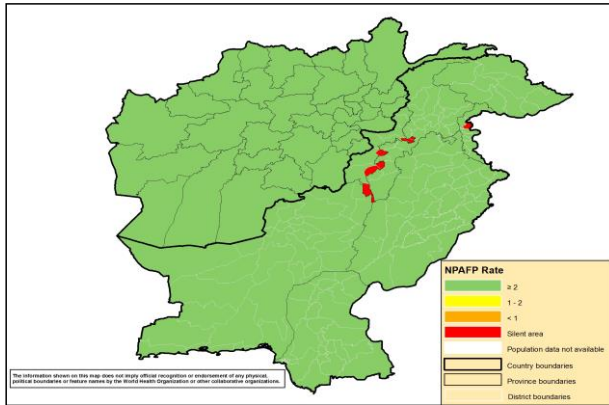 NPAFP Rate
≥ 2
1 - 2
< 1
Silent area
Population data not available
Country boundaries
Province boundaries
District boundaries
The information shown on this map does not imply official recognition or endorsement of any physical,
political boundaries or feature names by the World Health Organization or other collaborative organizations.